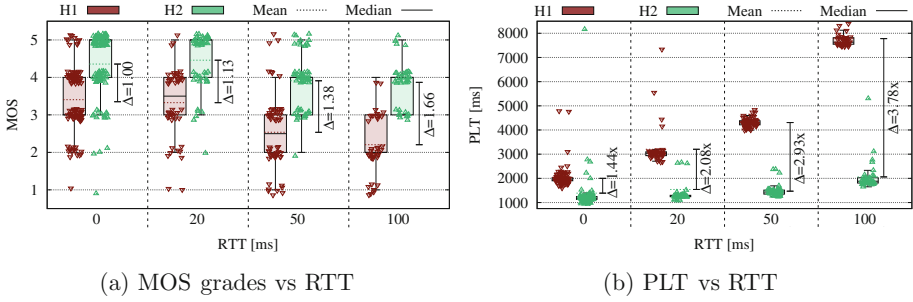 H1 H2 Mean Median
MOS
5
4
3
2
1
Δ=1.00
Δ=1.13
Δ=1.38
Δ=1.66
0 20 50 100
RTT [ms]
(a) MOS grades vs RTT
H1 H2 Mean Median
PLT [ms]
8000
7000
6000
5000
4000
3000
2000
1000
Δ=1.44x
Δ=2.08x
Δ=2.93x
Δ=3.78x
0 20 50 100
RTT [ms]
(b) PLT vs RTT